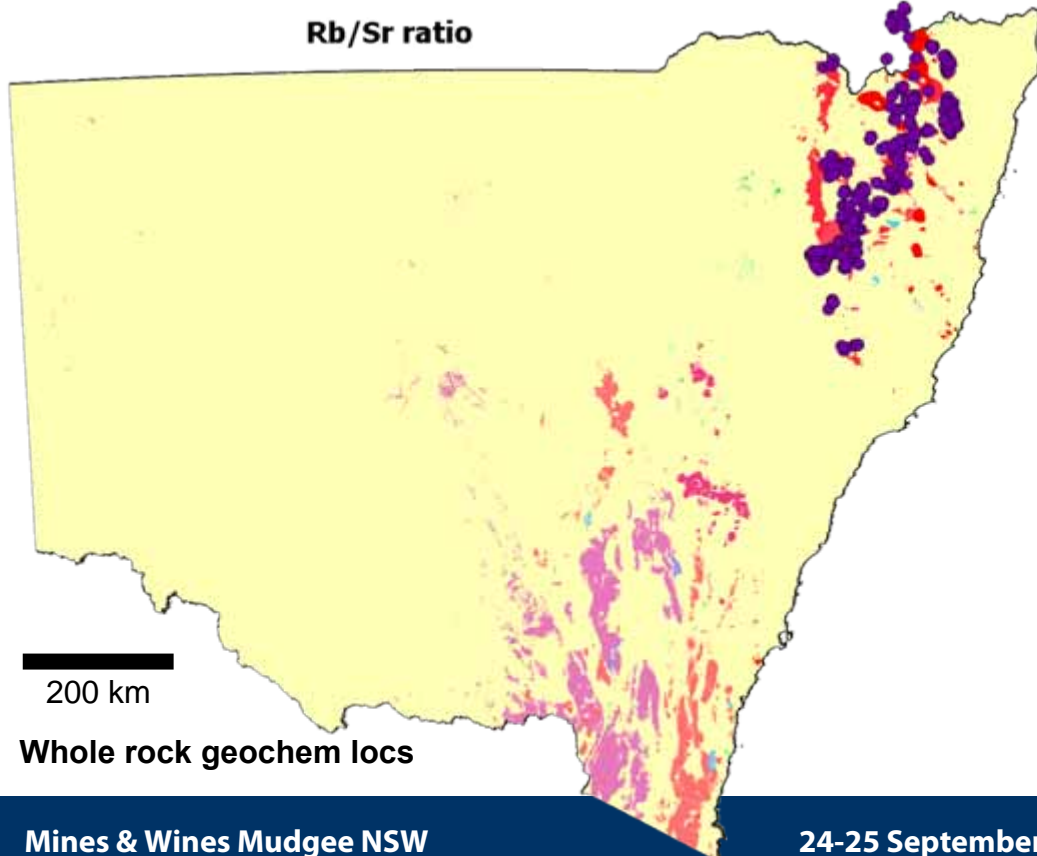 Rb/Sr ratio
200 km
Whole rock geochem locs
Mines & Wines Mudgee NSW
24-25 September